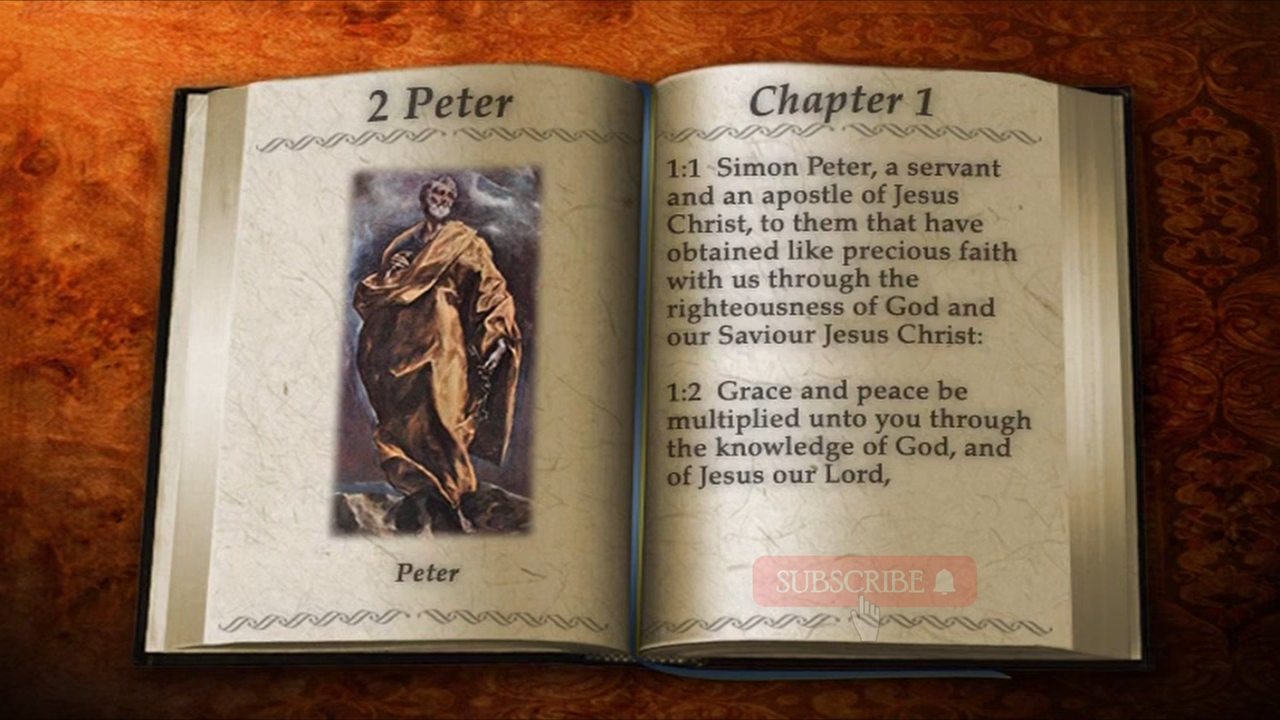 2 Peter
Peter
Chapter 1
1:1 Simon Peter, a servant
and an apostle of Jesus
Christ, to them that have
obtained like precious faith
with us through the
righteousness of God and
our Saviour Jesus Christ:
1:2 Grace and peace be
multiplied unto you through
the knowledge of God, and
of Jesus our Lord,
SUBSCRIBE